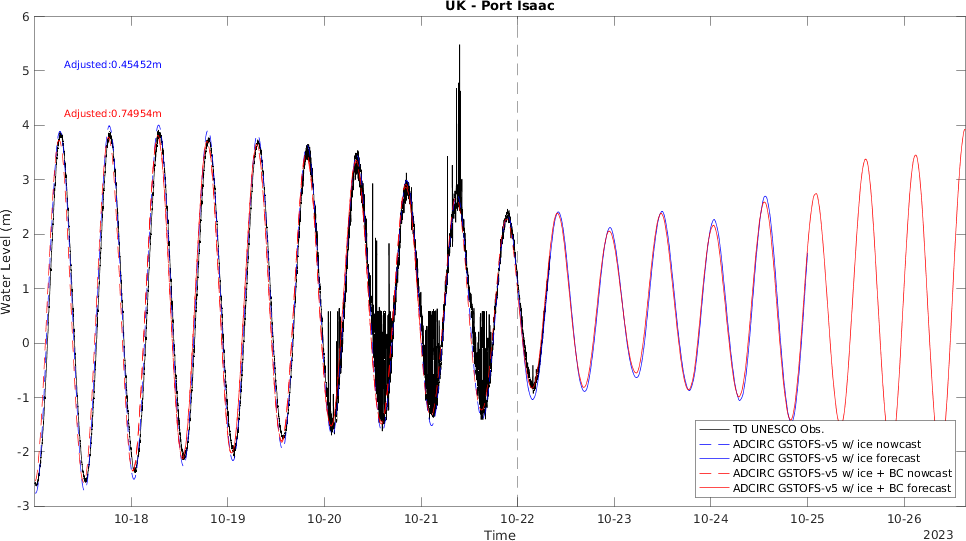 UK - Port Isaac
6
5
4
3
2
1
0
-1
-2
-3
Water Level (m)
Adjusted:0.45452m
Adjusted:0.74954m
TD UNESCO Obs.
ADCIRC GSTOFS-v5 w/ ice nowcast
ADCIRC GSTOFS-v5 w/ ice forecast
ADCIRC GSTOFS-v5 w/ ice + BC nowcast
ADCIRC GSTOFS-v5 w/ ice + BC forecast
10-18 10-19 10-20 10-21 10-22 10-23 10-24 10-25 10-26
Time
2023